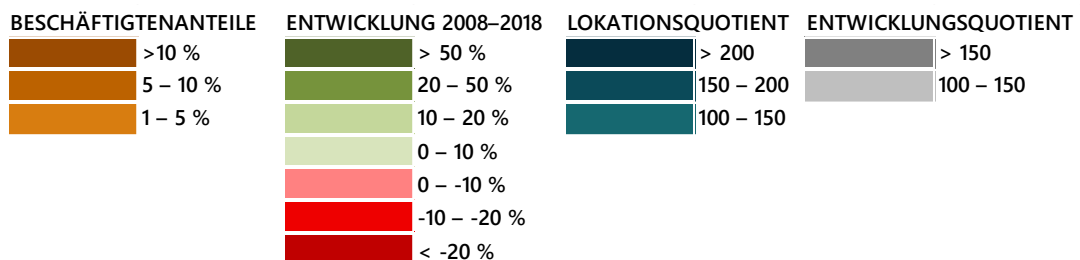 BESCHÄFTIGTENANTEILE
>10 %
5 – 10 %
1 – 5 %
ENTWICKLUNG 2008–2018
> 50 %
20 – 50 %
10 – 20 %
0 – 10 %
0 – -10 %
-10 – -20 %
< -20 %
LOKATIONSQUOTIENT
> 200
150 – 200
100 – 150
ENTWICKLUNGSQUOTIENT
> 150
100 – 150